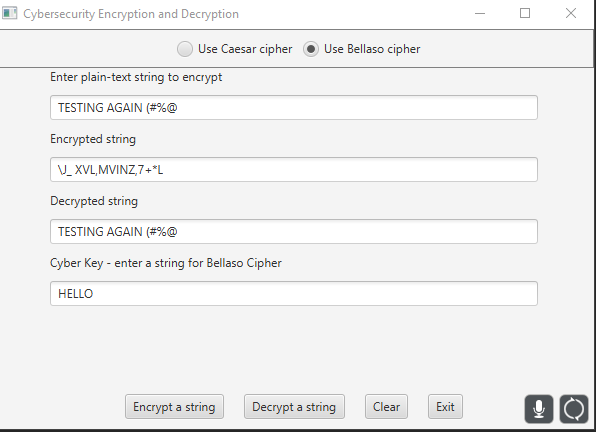 Cybersecurity Encryption and Decryption
Use Caesar cipher Use Bellaso cipher
Enter plain-text string to encrypt
TESTING AGAIN (#%@
Encrypted string
\J_ XVL,MVINZ,7+*L
Decrypted string
TESTING AGAIN (#%@
Cyber Key - enter a string for Bellaso Cipher
HELLO
Encrypt a string Decrypt a string Clear Exit